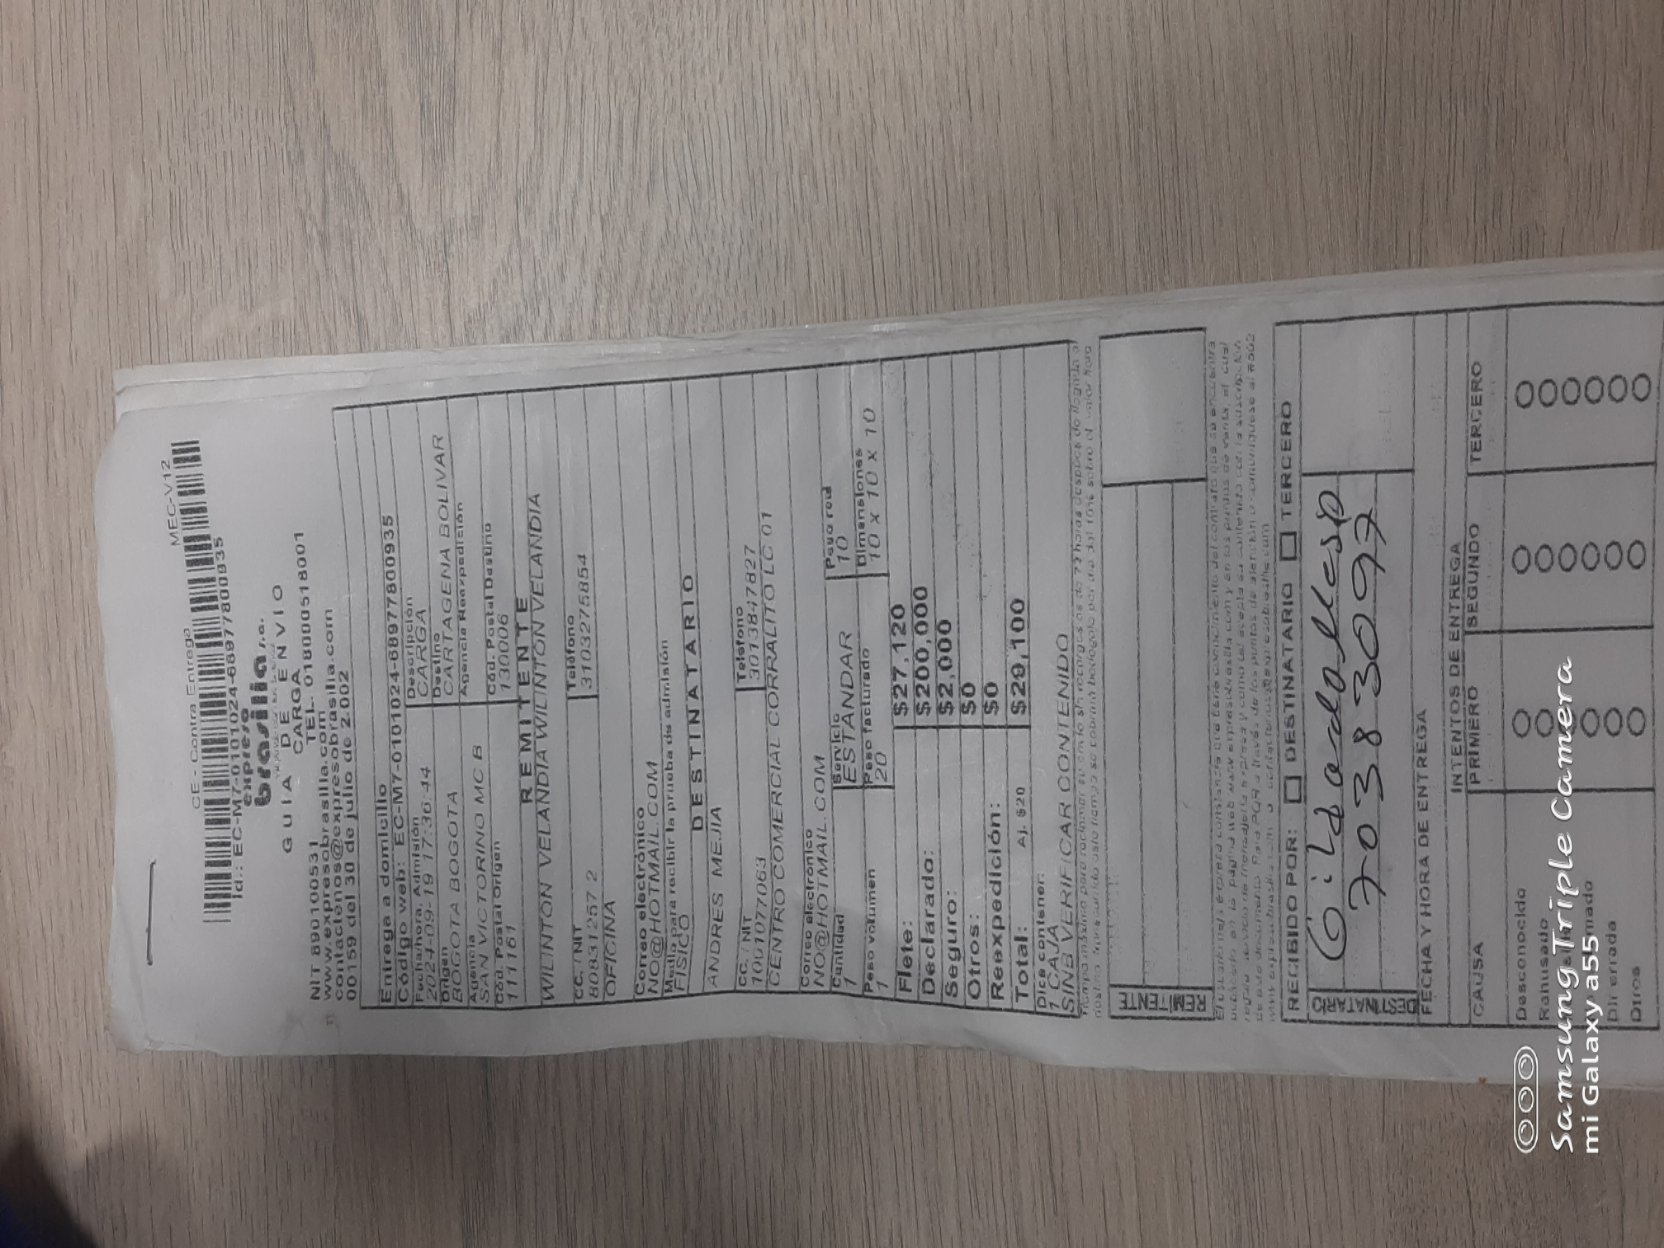 MEC-V12
CE - Contra Entrega
Id.: EC-M7-0101024-6897780​0935
expreso
brasilia s.a.
GUIA DE ENVIO
CARGA
NIT 890100531 TEL. 018000518001
www.expresobrasilia.com
contactenos@expresobrasilia.com
00159 del 30 de julio de 2.002
Entrega a domicilio
Código web: EC-M7-0101024-68977800935
Fecha/hora Admisión Descripción
2024-09-19 17:36:44 CARGA
Origen Destino
BOGOTA BOGOTA CARTAGENA BOLIVAR
Agencia Agencia Reexpedición
SAN VICTORINO MC B
Cód. Postal Origen Cód. Postal Destino
111161 130006
REMITENTE
WILINTON VELANDIA WILINTON VELANDIA
CC. / NIT Teléfono
80831257 2 3103275854
OFICINA
Correo electrónico
NO@HOTMAIL.COM
Medio para recibir la prueba de admisión
FISICO
DESTINATARIO
ANDRES MEJIA
CC. / NIT Teléfono
1001077063 3013847827
CENTRO COMERCIAL CORRALITO LC 01
Correo electrónico
NO@HOTMAIL.COM
Cantidad Servicio Peso real
1 ESTANDAR 10
Peso volumen Peso facturado Dimensiones
1 20 10 x 10 x 10
Flete: $27,120
Declarado: $200,000
Seguro: $2,000
Otros: $0
Reexpedición: $0
Total: Aj. $20 $29,100
Dice contener:
1 CAJA
SINB VERIFICAR CONTENIDO
REMITENTE
RECIBIDO POR: DESTINATARIO TERCERO
DESTINATARIO
70383097
FECHA Y HORA DE ENTREGA
INTENTOS DE ENTREGA
CAUSA PRIMERO SEGUNDO TERCERO
Desconocido
Rehusado
Dir errada
Otros
Samsung Triple Camera
mi Galaxy a55